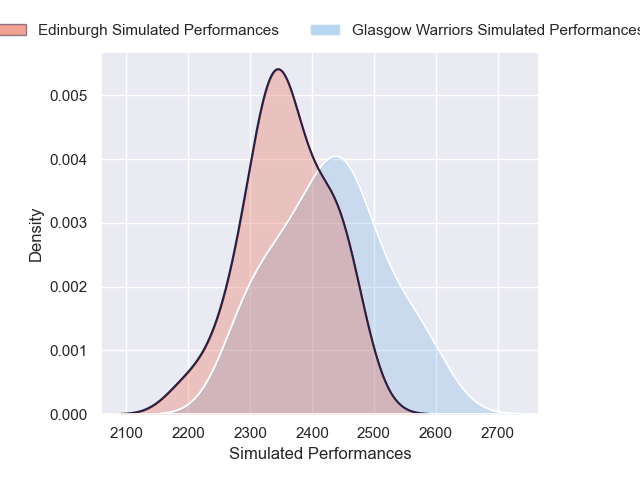 Edinburgh Simulated Performances
Glasgow Warriors Simulated Performances
0.005
0.004
0.003
0.002
0.001
0.000
Density
2100 2200 2300 2400 2500 2600 2700
Simulated Performances